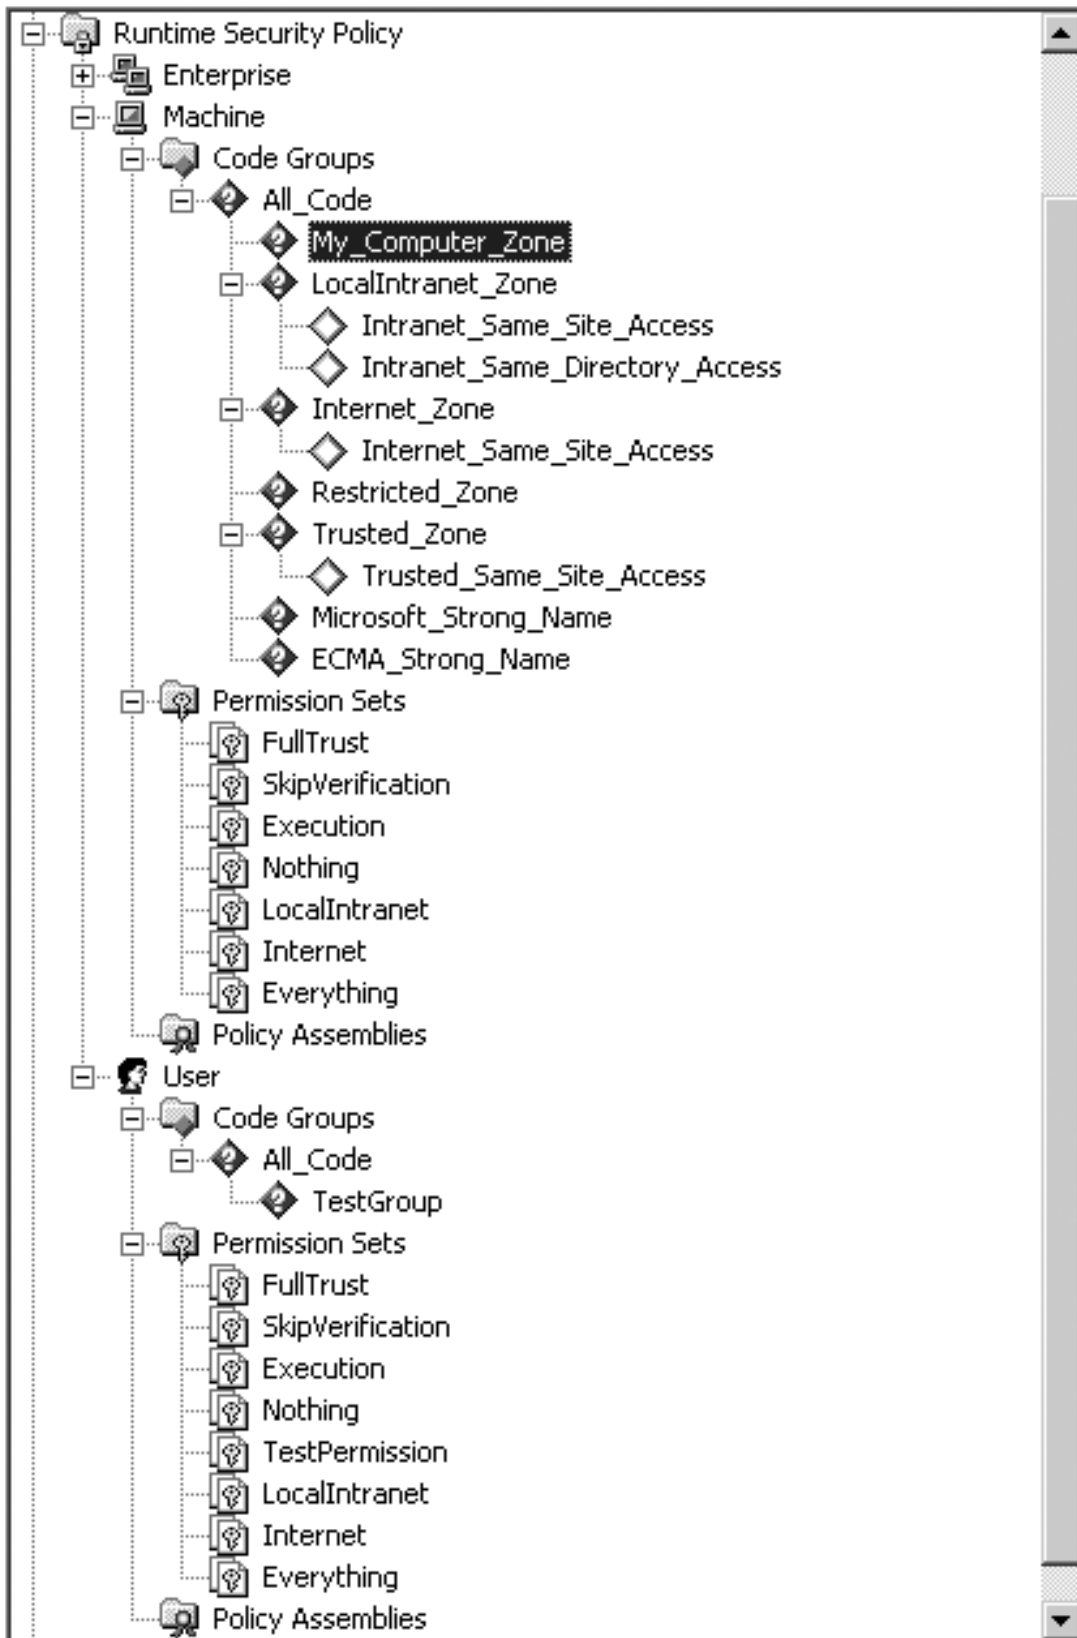 Runtime Security Policy
Enterprise
Machine
Code Groups
All_Code
My_Computer_Zone
LocalIntranet_Zone
Intranet_Same_Site_Access
Intranet_Same_Directory_Access
Internet_Zone
Internet_Same_Site_Access
Restricted_Zone
Trusted_Zone
Trusted_Same_Site_Access
Microsoft_Strong_Name
ECMA_Strong_Name
Permission Sets
FullTrust
SkipVerification
Execution
Nothing
LocalIntranet
Internet
Everything
Policy Assemblies
User
Code Groups
All_Code
TestGroup
Permission Sets
FullTrust
SkipVerification
Execution
Nothing
TestPermission
LocalIntranet
Internet
Everything
Policy Assemblies